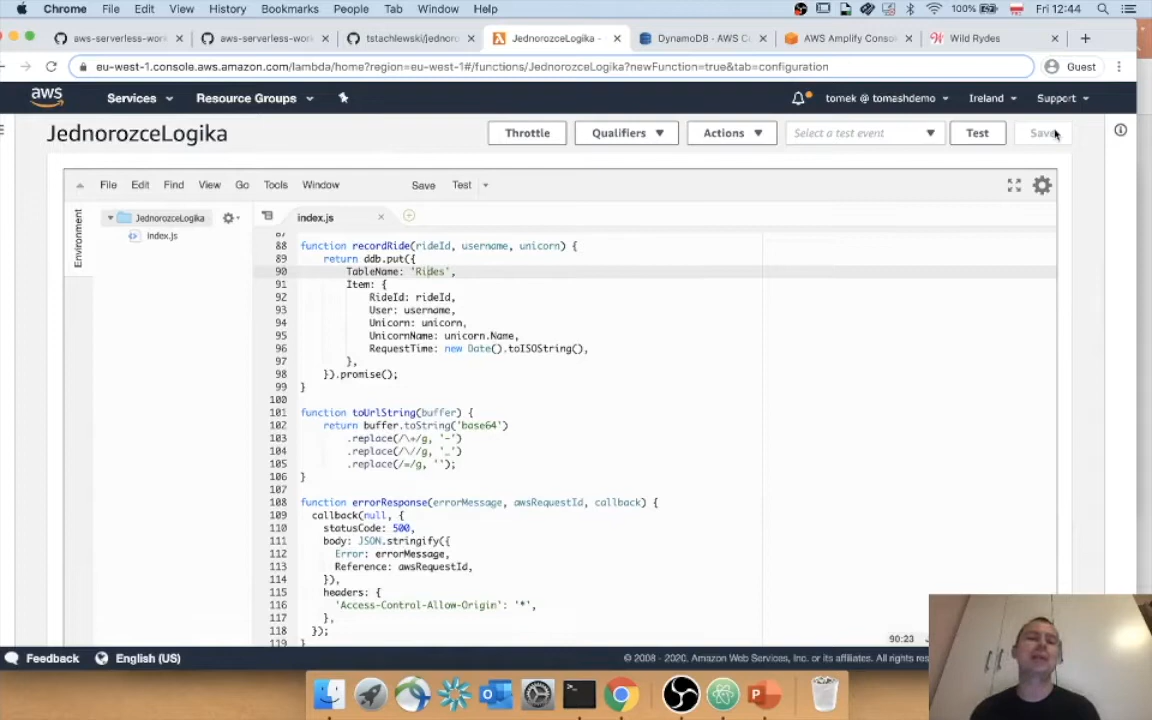 Chrome File Edit View History Bookmarks People Tab Window Help 100% Fri 12:44
aws-serverless-wor
aws-serverless-wor
tstachlewski/jednoro
JednorozceLogika -
DynamoDB - AWS C
AWS Amplify Conso
Wild Rydes
eu-west-1.console.aws.amazon.com/lambda/home?region=eu-west-1#/functions/JednorozceLogika?newFunction=true&tab=configuration
Guest
aws Services Resource Groups tomek @ tomashdemo Ireland Support
JednorozceLogika Throttle Qualifiers Actions Select a test event Test Save
File Edit Find View Go Tools Window Save Test
Environment
JednorozceLogika
index.js
index.js
87
88 function recordRide(rideId, username, unicorn) {
89 return ddb.put({
90 TableName: 'Rides',
91 Item: {
92 RideId: rideId,
93 User: username,
94 Unicorn: unicorn,
95 UnicornName: unicorn.Name,
96 RequestTime: new Date().toISOString(),
97 },
98 }).promise();
99 }
100
101 function toUrlString(buffer) {
102 return buffer.toString('base64')
103 .replace(/\+/g, '-')
104 .replace(/\//g, '_')
105 .replace(/=/g, '');
106 }
107
108 function errorResponse(errorMessage, awsRequestId, callback) {
109 callback(null, {
110 statusCode: 500,
111 body: JSON.stringify({
112 Error: errorMessage,
113 Reference: awsRequestId,
114 }),
115 headers: {
116 'Access-Control-Allow-Origin': '*',
117 },
118 });
119 }
90:23
Feedback English (US) © 2008 - 2020, Amazon Web Services, Inc. or its affiliates. All rights rese